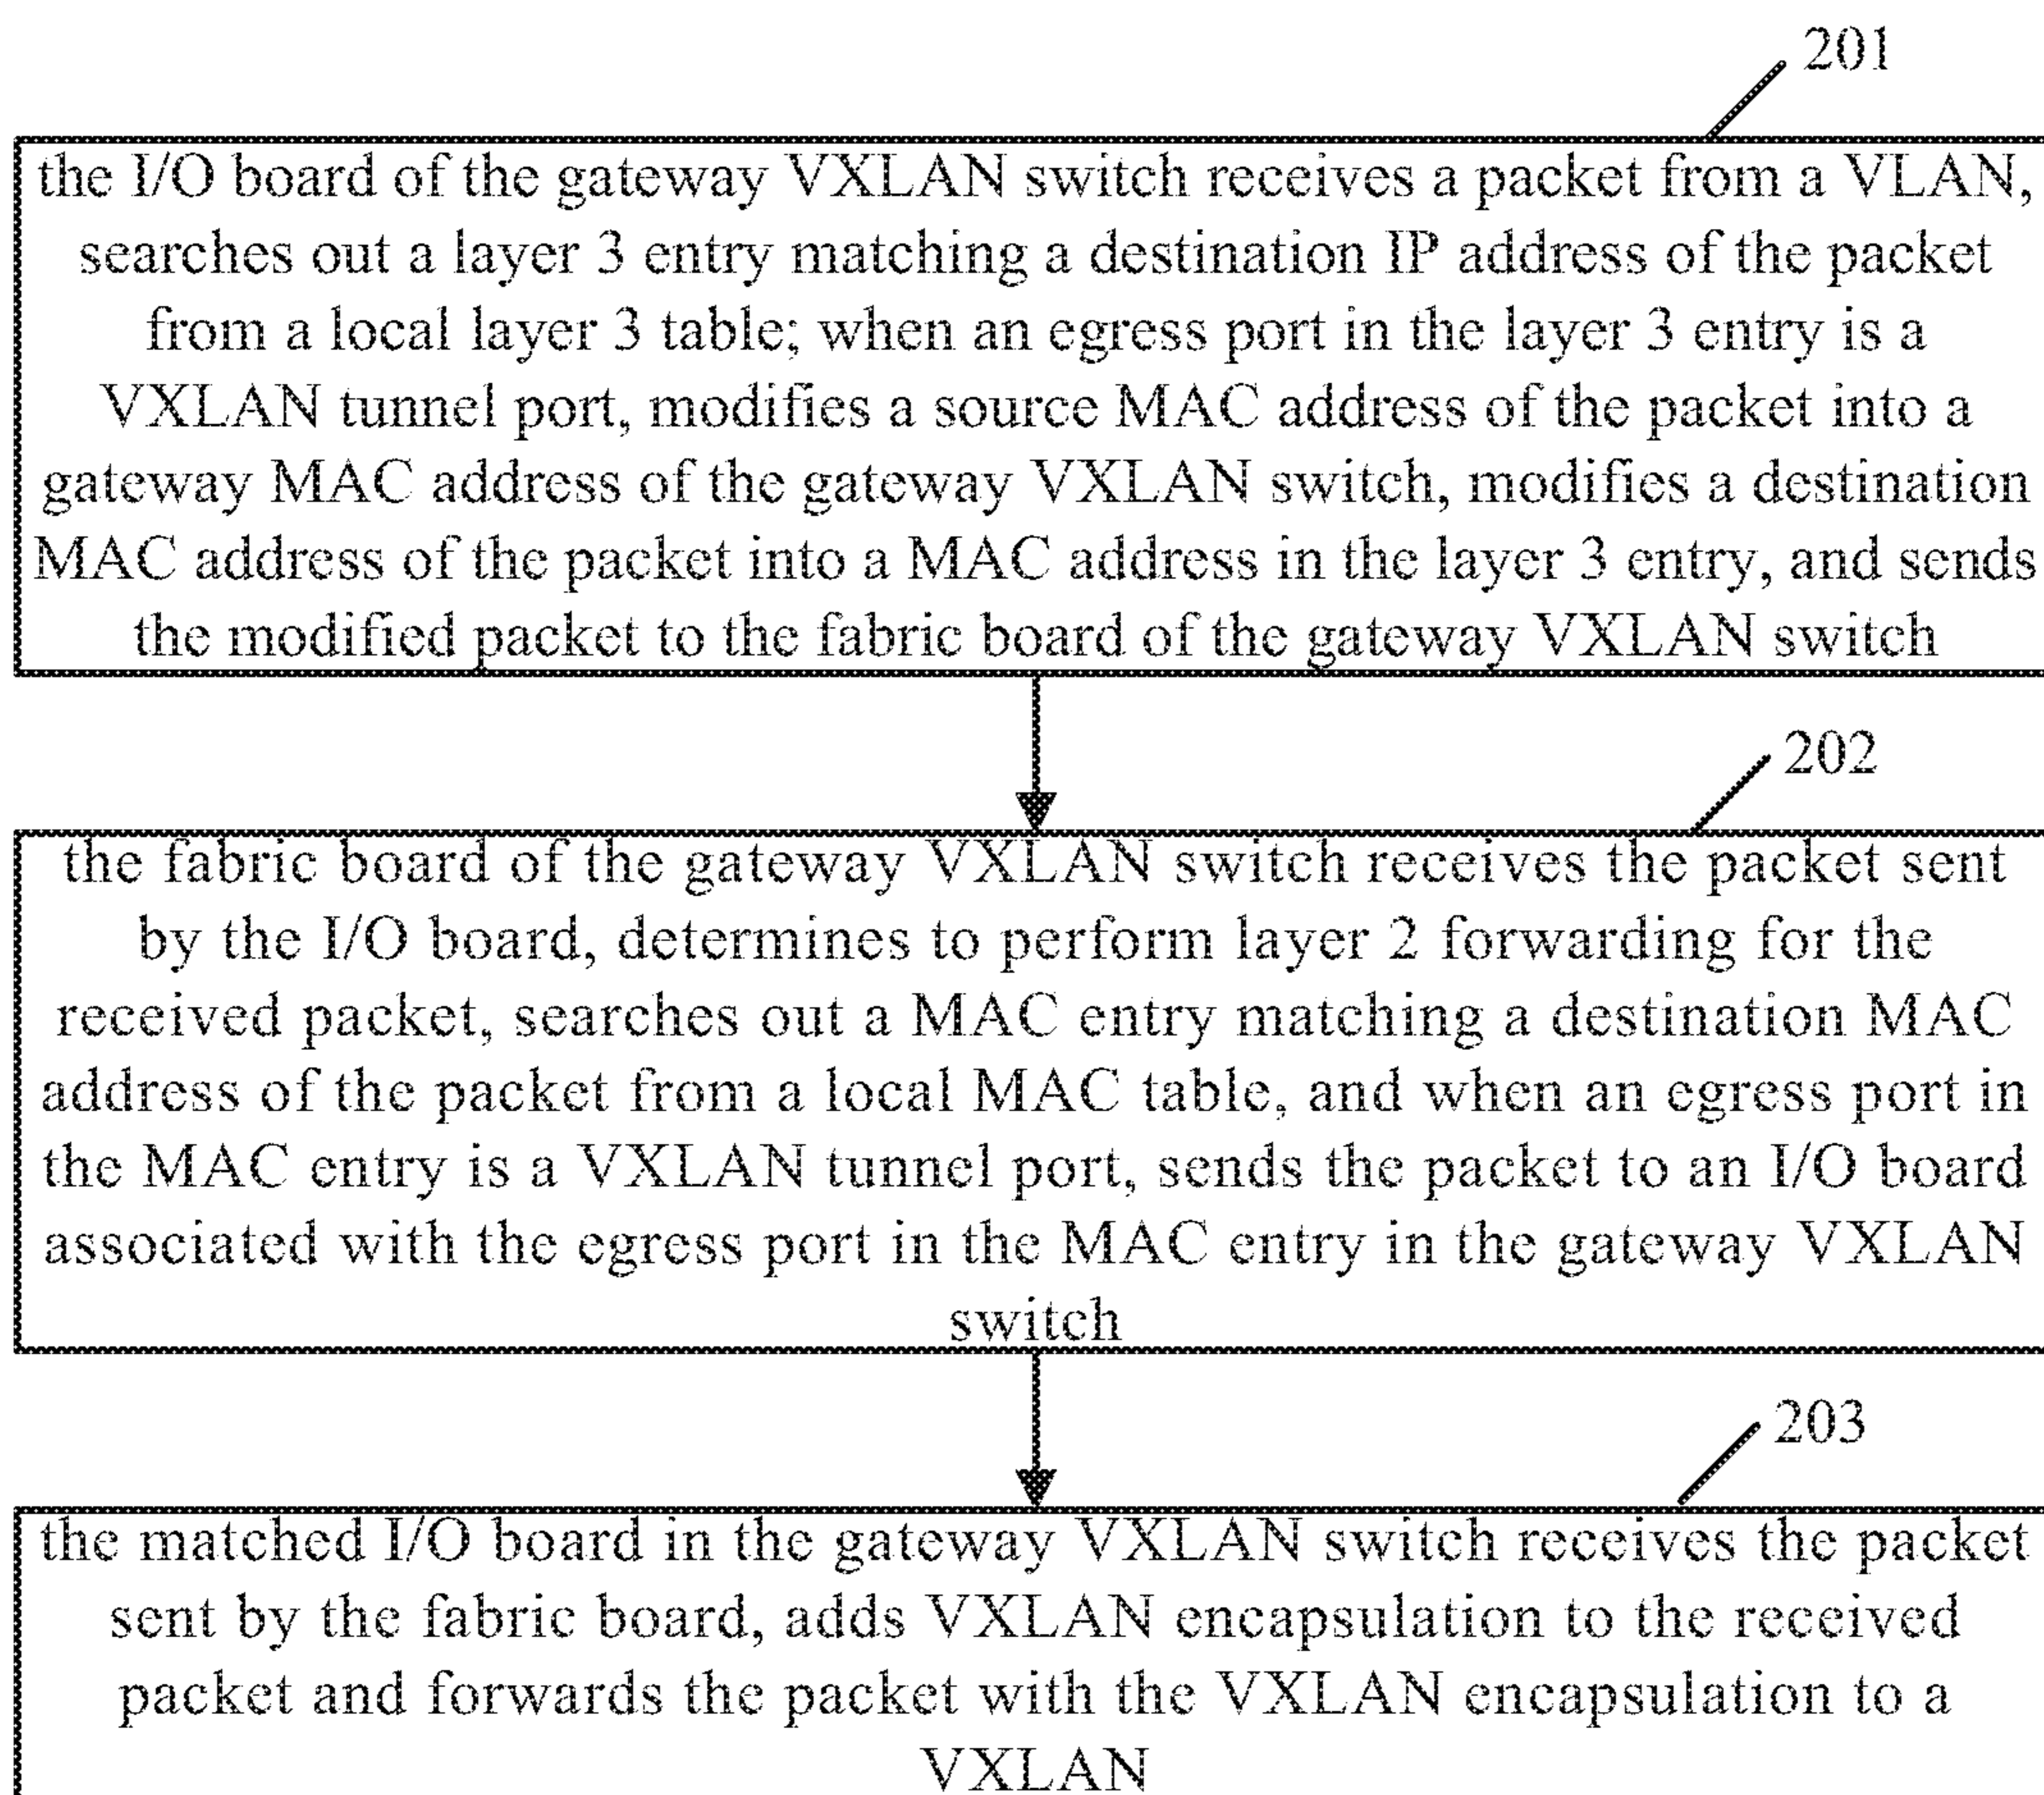 201
the I/O board of the gateway VXLAN switch receives a packet from a VLAN,
searches out a layer 3 entry matching a destination IP address of the packet
from a local layer 3 table; when an egress port in the layer 3 entry is a
VXLAN tunnel port, modifies a source MAC address of the packet into a
gateway MAC address of the gateway VXLAN switch, modifies a destination
MAC address of the packet into a MAC address in the layer 3 entry, and sends
the modified packet to the fabric board of the gateway VXLAN switch
202
the fabric board of the gateway VXLAN switch receives the packet sent
by the I/O board, determines to perform layer 2 forwarding for the
received packet, searches out a MAC entry matching a destination MAC
address of the packet from a local MAC table, and when an egress port in
the MAC entry is a VXLAN tunnel port, sends the packet to an I/O board
associated with the egress port in the MAC entry in the gateway VXLAN
switch
203
the matched I/O board in the gateway VXLAN switch receives the packet
sent by the fabric board, adds VXLAN encapsulation to the received
packet and forwards the packet with the VXLAN encapsulation to a
VXLAN